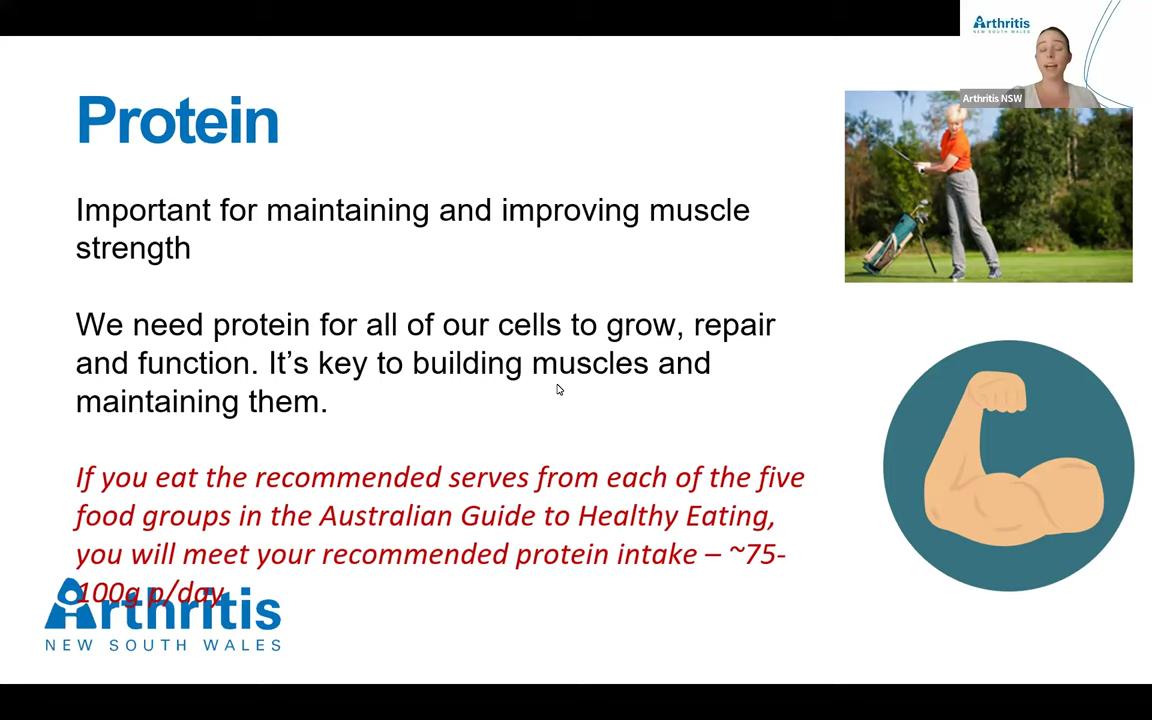 Arthritis
NEW SOUTH WALES
Arthritis NSW
Protein
Important for maintaining and improving muscle
strength
We need protein for all of our cells to grow, repair
and function. It’s key to building muscles and
maintaining them.
If you eat the recommended serves from each of the five
food groups in the Australian Guide to Healthy Eating,
you will meet your recommended protein intake – ~75-
100g p/day
Arthritis
NEW SOUTH WALES